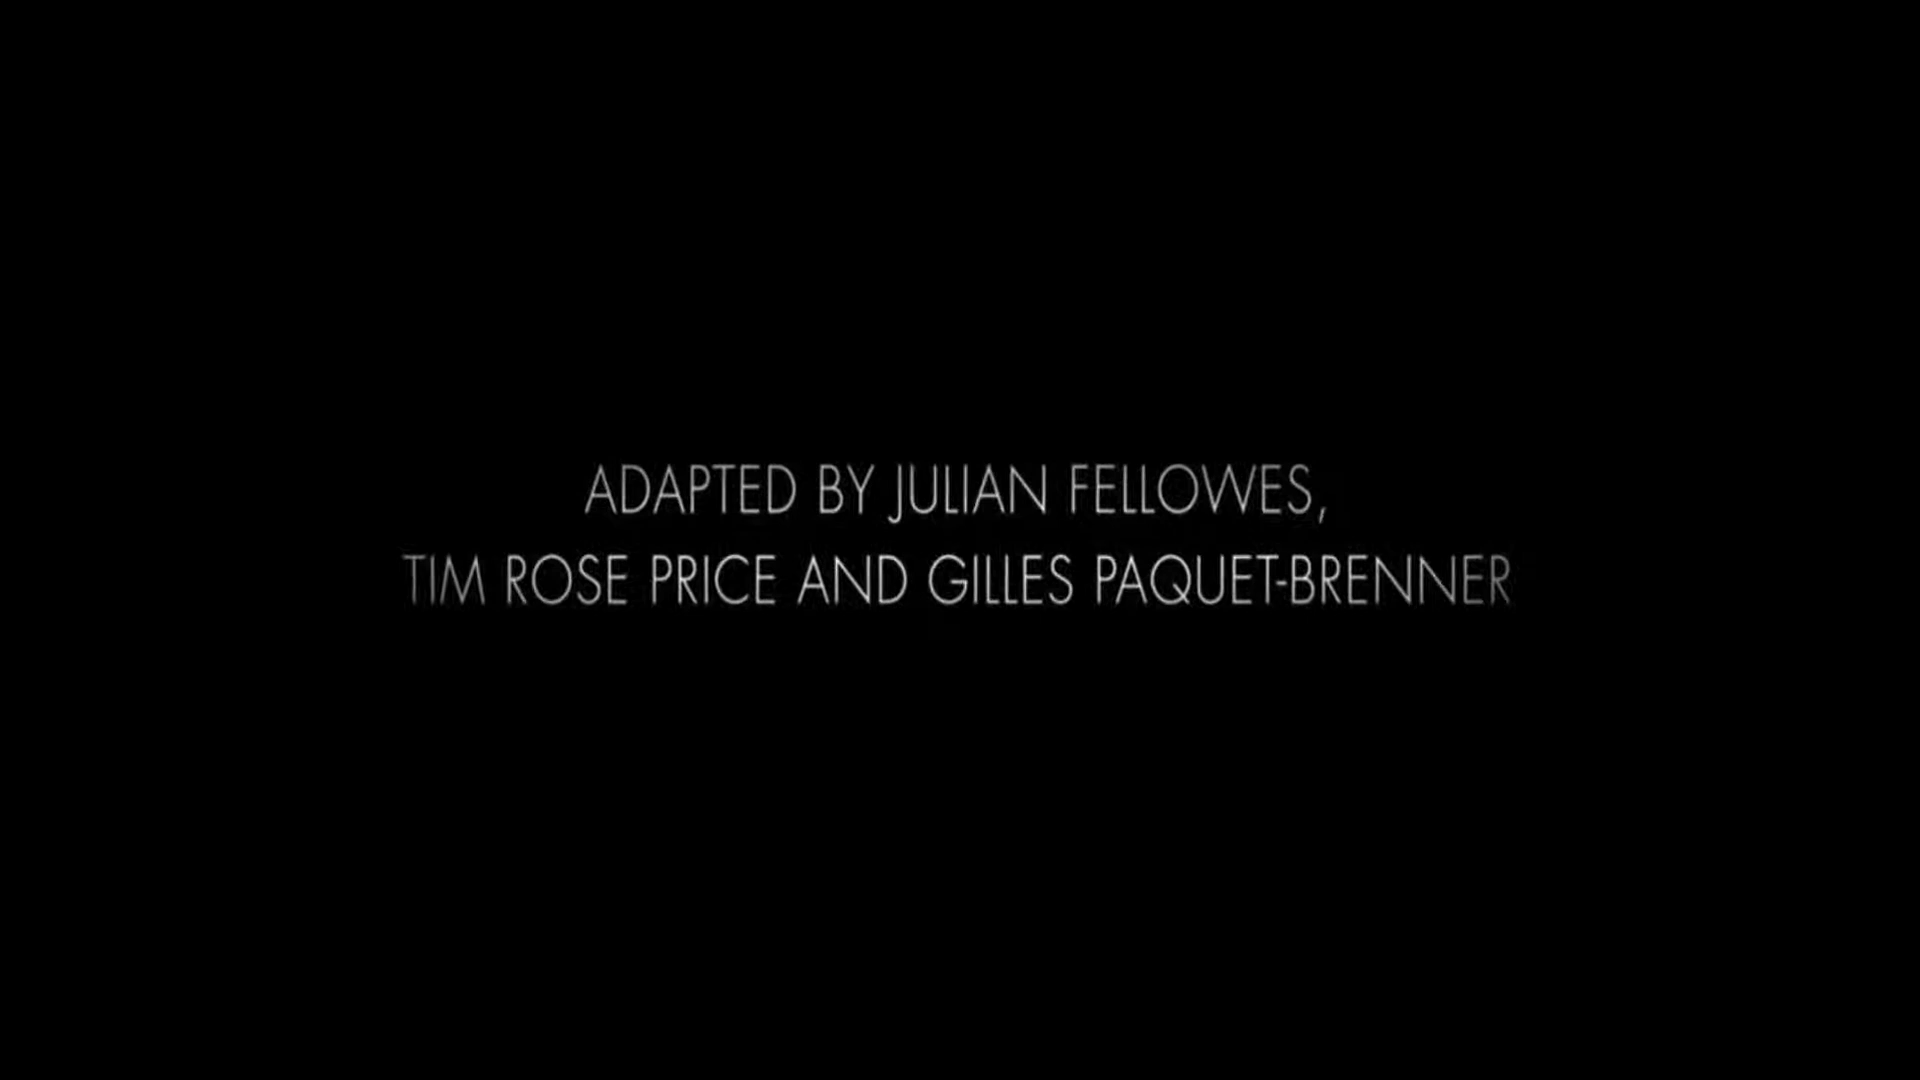 ADAPTED BY JULIAN FELLOWES,
TIM ROSE PRICE AND GILLES PAQUET-BRENNER